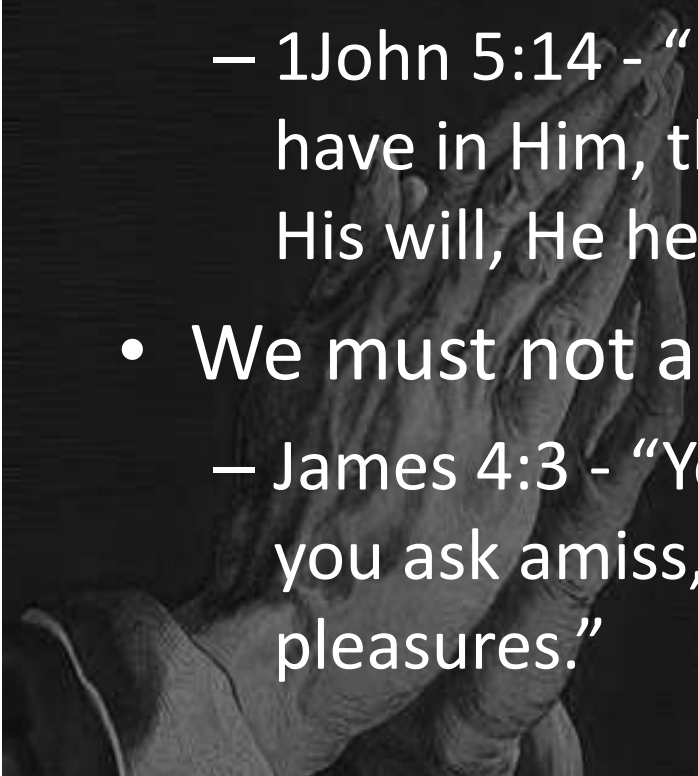 – 1John 5:14 - “
have in Him, t
His will, He he
• We must not a
– James 4:3 - “Y
you ask amiss,
pleasures.”